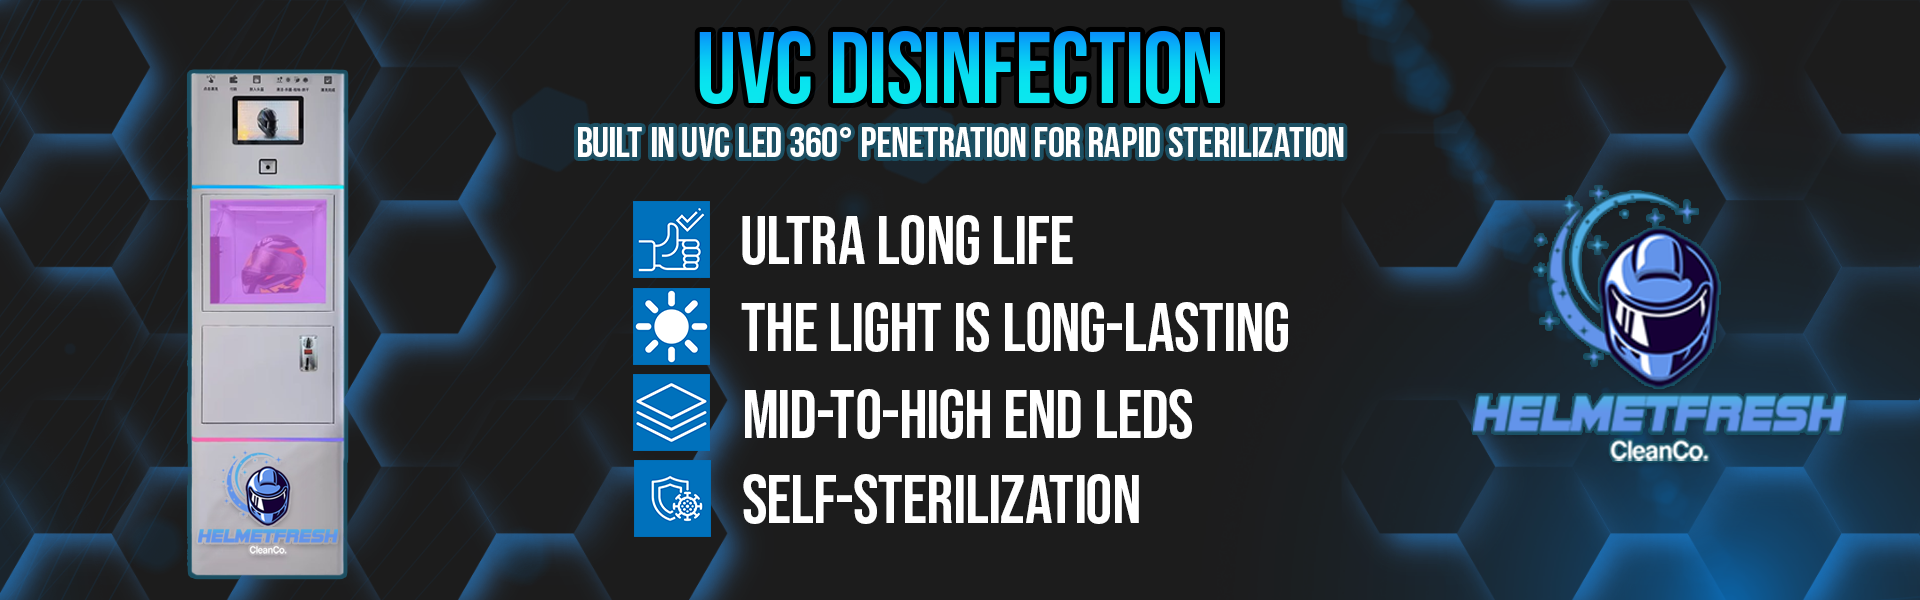 UVC DISINFECTION
BUILT IN UVC LED 360° PENETRATION FOR RAPID STERILIZATION
ULTRA LONG LIFE
THE LIGHT IS LONG-LASTING
MID-TO-HIGH END LEDS
SELF-STERILIZATION
HELMETFRESH
CleanCo.
HELMETFRESH
CleanCo.